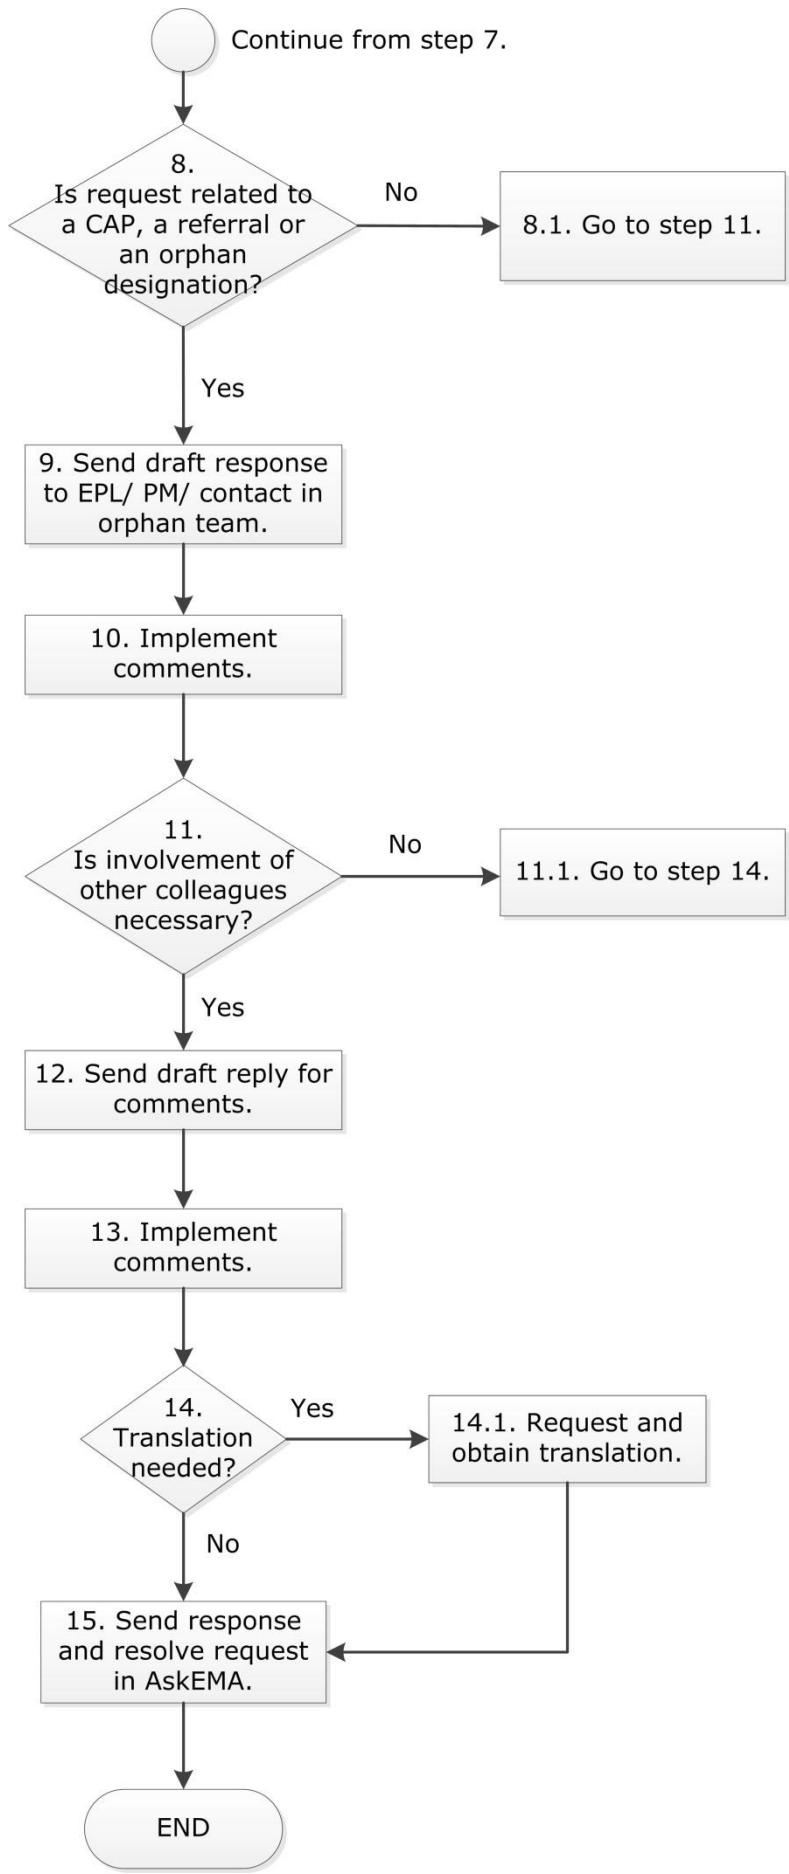 Continue from step 7.
8.
Is request related to
a CAP, a referral or
an orphan
designation?
No
8.1. Go to step 11.
Yes
9. Send draft response
to EPL/ PM/ contact in
orphan team.
10. Implement
comments.
11.
Is involvement of
other colleagues
necessary?
No
11.1. Go to step 14.
Yes
12. Send draft reply for
comments.
13. Implement
comments.
14.
Translation
needed?
Yes
14.1. Request and
obtain translation.
No
15. Send response
and resolve request
in AskEMA.
END